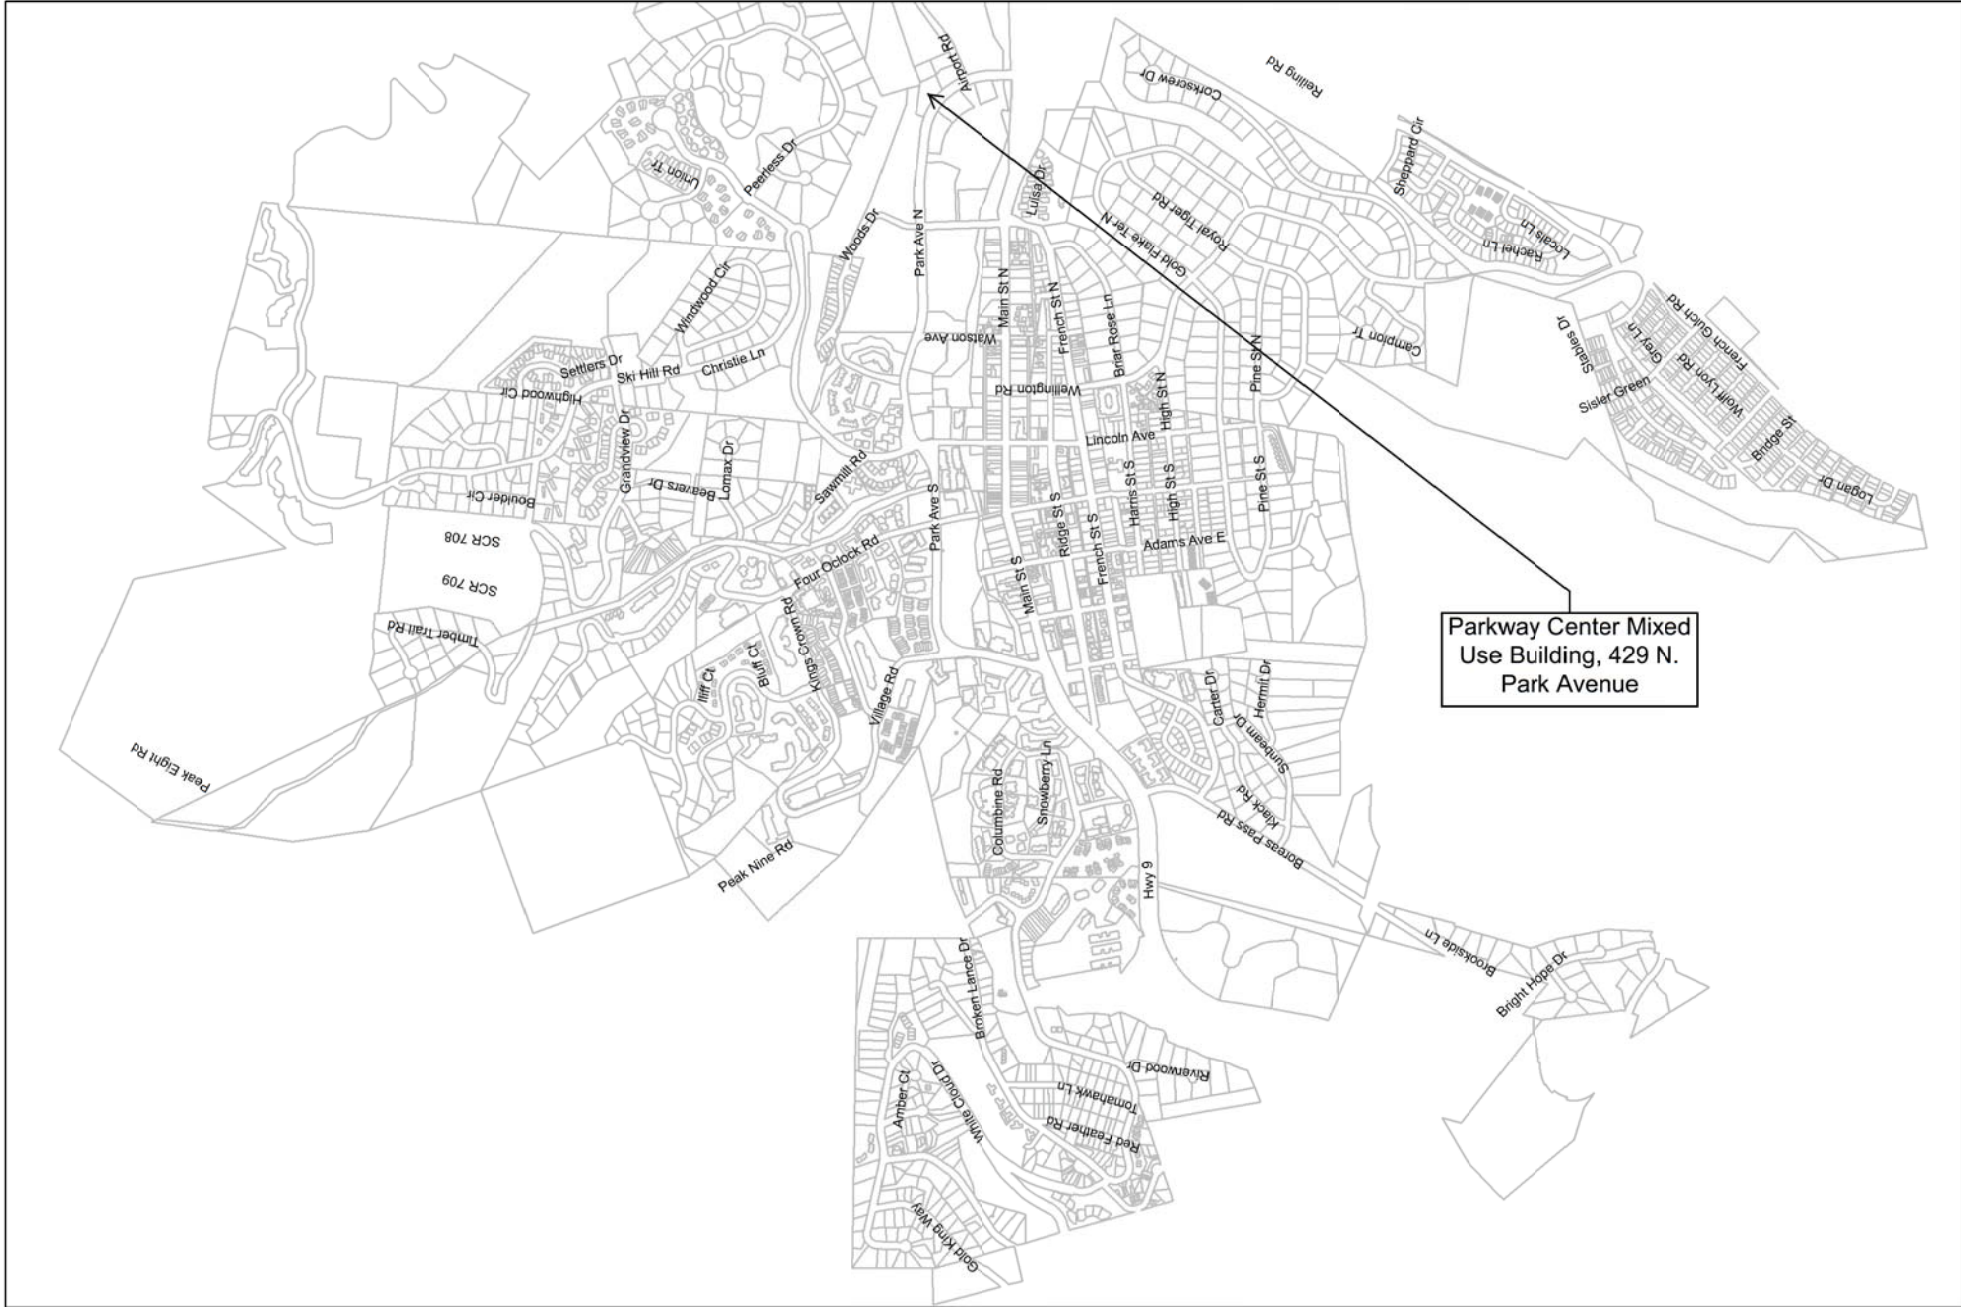 Airport Rd
Corkscrew Dr
Reiling Rd
Sheppard Cir
Peerless Dr
Union Tr
Luisa Dr
Woods Dr
Park Ave N
Gold Flake Ter N
Royal Tiger Rd
Rachel Ln
Locals Ln
Windwood Cir
Main St N
French St N
Briar Rose Ln
Watson Ave
Pine St N
Campion Tr
Stables Dr
Grey Ln
French Gulch Rd
Settlers Dr
Ski Hill Rd
Christie Ln
Highwood Cir
Wellington Rd
High St N
Sisler Green
Wolff Lyon Rd
Grandview Dr
Lincoln Ave
Bridge St
Lomax Dr
Beavers Dr
Sawmill Rd
Boulder Cir
Park Ave S
Harris St S
High St S
Pine St S
Logan Dr
SCR 708
Ridge St S
French St S
Adams Ave E
Four Oclock Rd
SCR 709
Main St S
Timber Trail Rd
Kings Crown Rd
Bluff Ct
Iliff Ct
Village Rd
Carter Dr
Hermit Dr
Parkway Center Mixed
Use Building, 429 N.
Park Avenue
Sunbeam Dr
Peak Eight Rd
Columbine Rd
Snowberry Ln
Klack Rd
Boreas Pass Rd
Peak Nine Rd
Hwy 9
Broken Lance Dr
Brookside Ln
Bright Hope Dr
Riverwood Dr
Amber Ct
White Cloud Dr
Tomahawk Ln
Red Feather Rd
Gold King Way